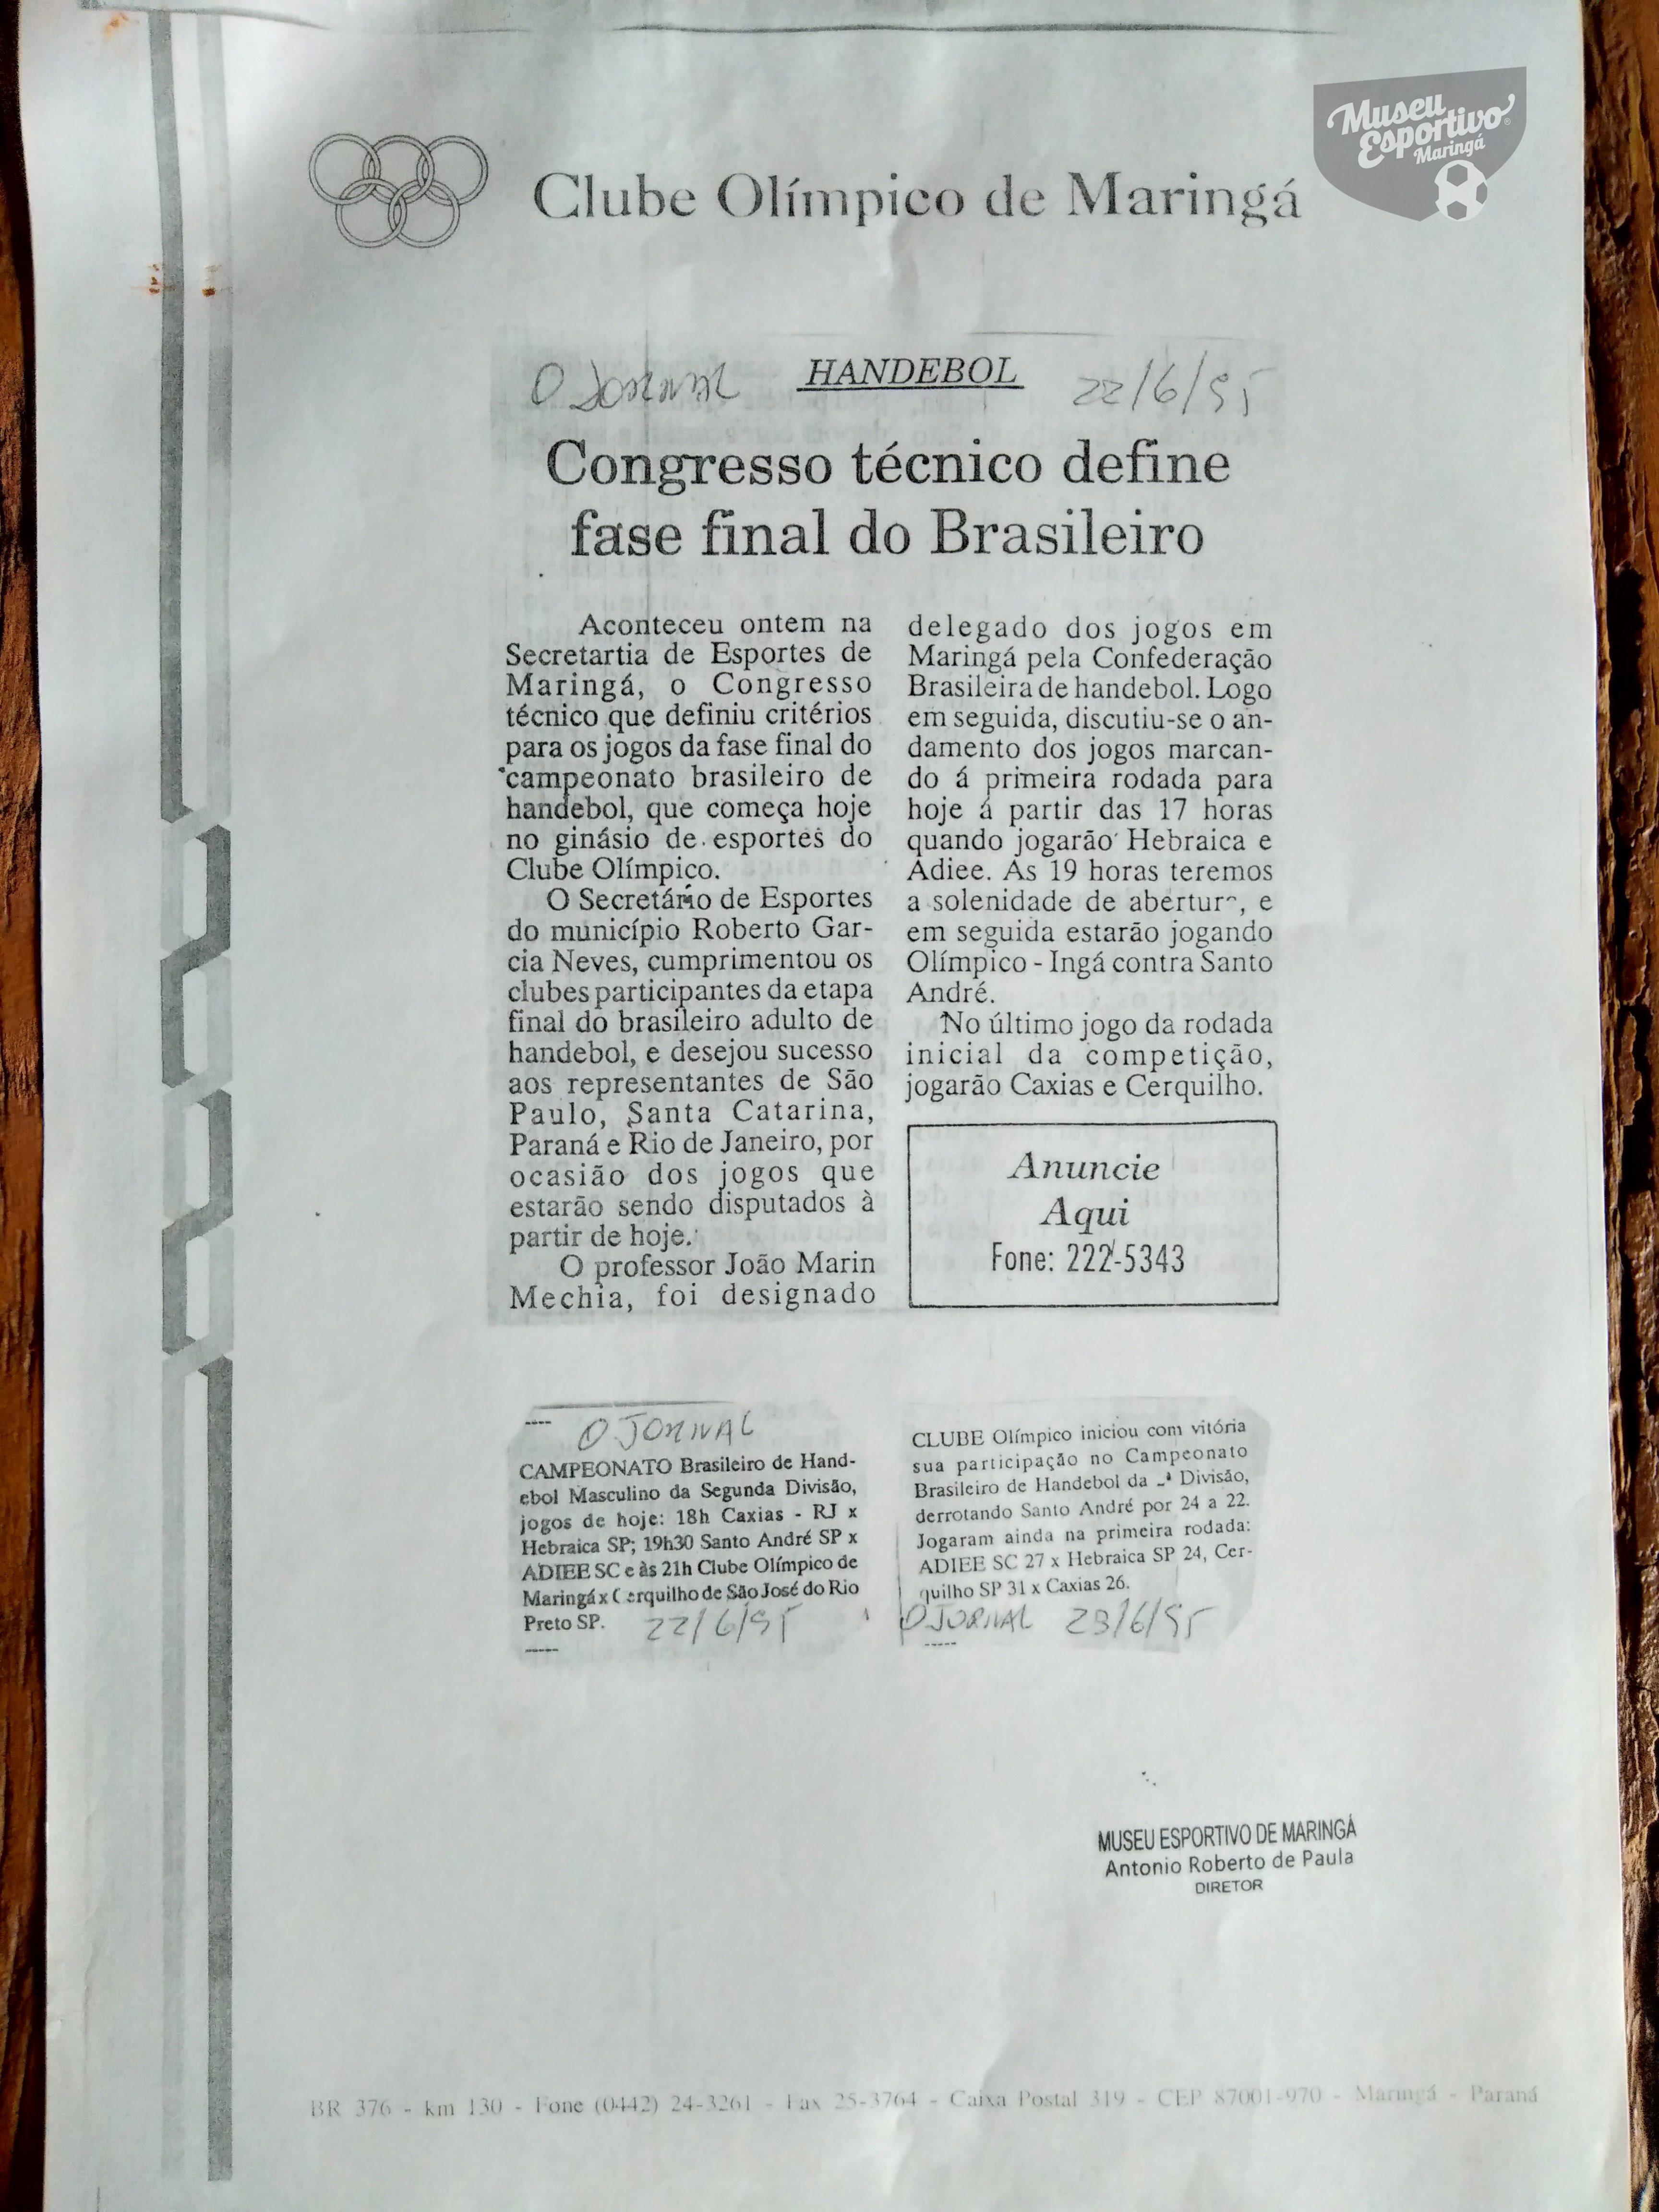 Museu
Esportivo
Maringá
Clube Olímpico de Maringá
O JORNAL
HANDEBOL
22/6/95
Congresso técnico define
fase final do Brasileiro
Aconteceu ontem na
Secretartia de Esportes de
Maringá, o Congresso
técnico que definiu critérios
para os jogos da fase final do
campeonato brasileiro de
handebol, que começa hoje
no ginásio de esportes do
Clube Olímpico.
O Secretário de Esportes
do município Roberto Gar-
cia Neves, cumprimentou os
clubes participantes da etapa
final do brasileiro adulto de
handebol, e desejou sucesso
aos representantes de São
Paulo, Santa Catarina,
Paraná e Rio de Janeiro, por
ocasião dos jogos que
estarão sendo disputados à
partir de hoje.
O professor João Marin
Mechia, foi designado
delegado dos jogos em
Maringá pela Confederação
Brasileira de handebol. Logo
em seguida, discutiu-se o an-
damento dos jogos marcan-
do á primeira rodada para
hoje á partir das 17 horas
quando jogarão Hebraica e
Adiee. As 19 horas teremos
a solenidade de abertura, e
em seguida estarão jogando
Olímpico - Ingá contra Santo
André.
No último jogo da rodada
inicial da competição,
jogarão Caxias e Cerquilho.
Anuncie
Aqui
Fone: 222-5343
O JORNAL
CAMPEONATO Brasileiro de Hand-
ebol Masculino da Segunda Divisão,
jogos de hoje: 18h Caxias - RJ x
Hebraica SP; 19h30 Santo André SP x
ADIEE SC e às 21h Clube Olímpico de
Maringá x Cerquilho de São José do Rio
Preto SP.
22/6/95
CLUBE Olímpico iniciou com vitória
sua participação no Campeonato
Brasileiro de Handebol da Divisão,
derrotando Santo André por 24 a 22.
Jogaram ainda na primeira rodada:
ADIEE SC 27 x Hebraica SP 24, Cer-
quilho SP 31 x Caxias 26.
O JORNAL 23/6/95
MUSEU ESPORTIVO DE MARINGÁ
Antonio Roberto de Paula
DIRETOR
BR 376 - km 130 - Fone (0442) 24-3261 - Fax 25-3764 - Caixa Postal 319 - CEP 87001-970 - Maringá - Paraná